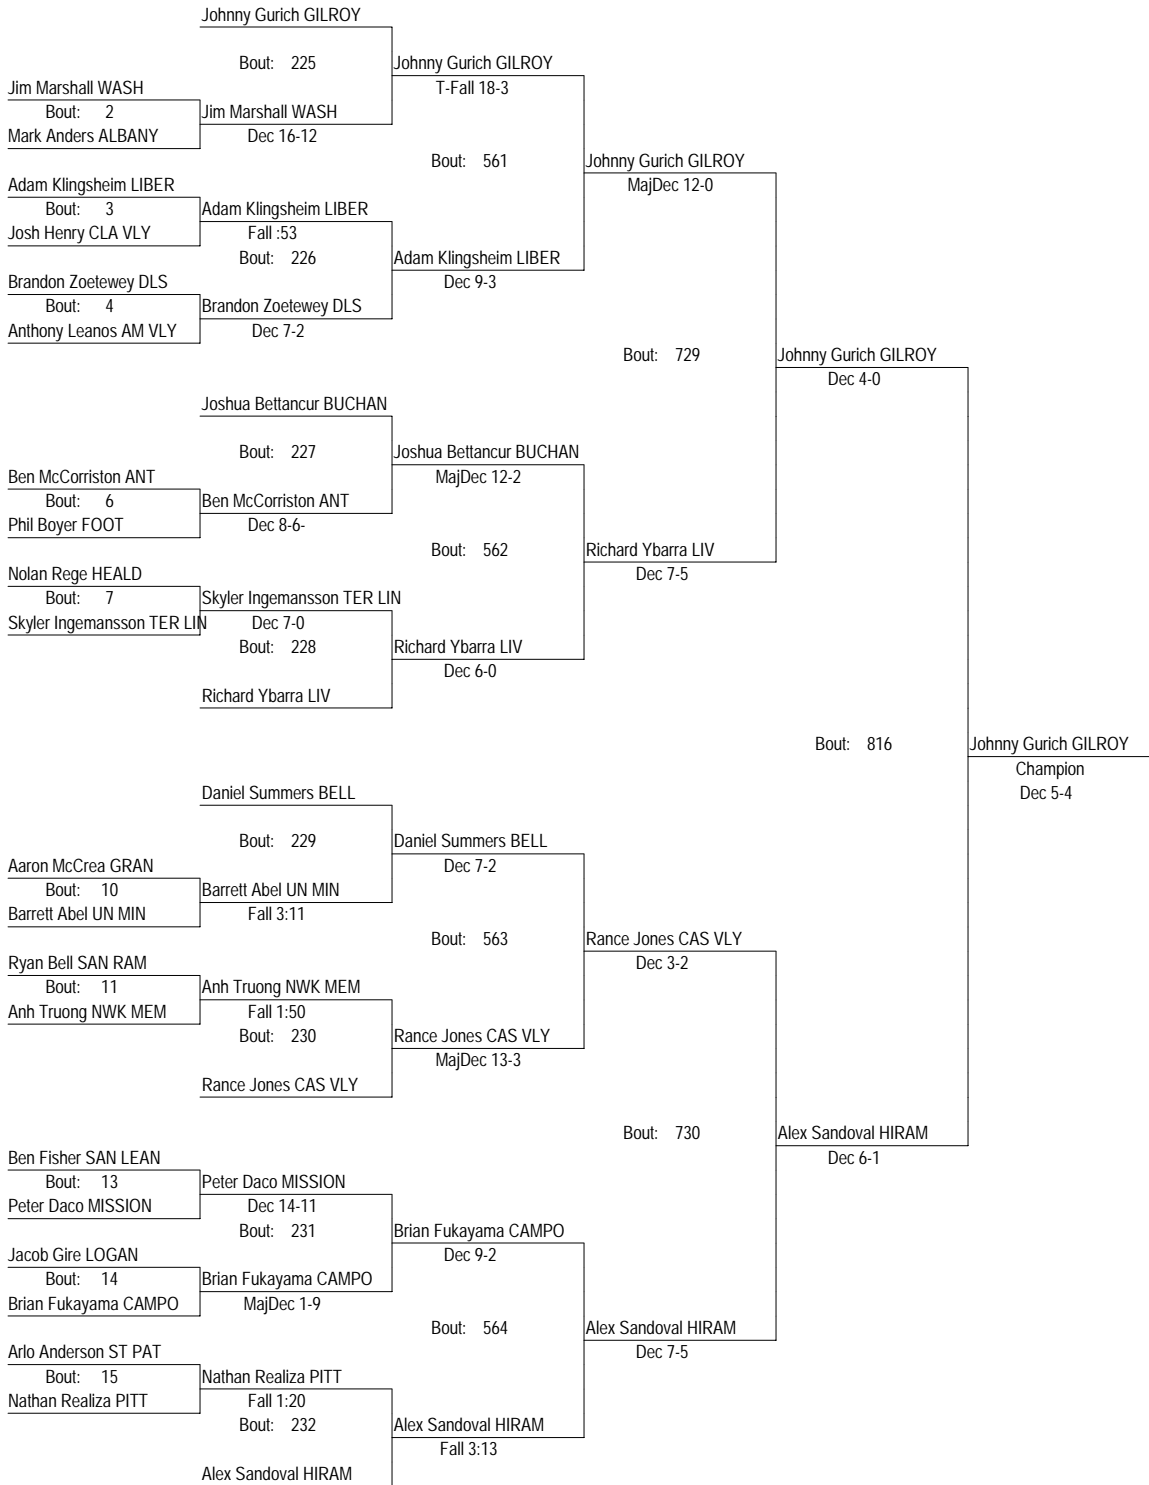 Johnny Gurich GILROY
Bout: 225
Johnny Gurich GILROY
T-Fall 18-3
Jim Marshall WASH
Bout: 2
Mark Anders ALBANY
Jim Marshall WASH
Dec 16-12
Bout: 561
Johnny Gurich GILROY
MajDec 12-0
Adam Klingsheim LIBER
Bout: 3
Josh Henry CLA VLY
Adam Klingsheim LIBER
Fall :53
Bout: 226
Adam Klingsheim LIBER
Dec 9-3
Brandon Zoetewey DLS
Bout: 4
Anthony Leanos AM VLY
Brandon Zoetewey DLS
Dec 7-2
Bout: 729
Johnny Gurich GILROY
Dec 4-0
Joshua Bettancur BUCHAN
Bout: 227
Joshua Bettancur BUCHAN
MajDec 12-2
Ben McCorriston ANT
Bout: 6
Phil Boyer FOOT
Ben McCorriston ANT
Dec 8-6-
Bout: 562
Richard Ybarra LIV
Dec 7-5
Nolan Rege HEALD
Bout: 7
Skyler Ingemansson TER LIN
Skyler Ingemansson TER LIN
Dec 7-0
Bout: 228
Richard Ybarra LIV
Dec 6-0
Richard Ybarra LIV
Bout: 816
Johnny Gurich GILROY
Champion
Dec 5-4
Daniel Summers BELL
Bout: 229
Daniel Summers BELL
Dec 7-2
Aaron McCrea GRAN
Bout: 10
Barrett Abel UN MIN
Barrett Abel UN MIN
Fall 3:11
Bout: 563
Rance Jones CAS VLY
Dec 3-2
Ryan Bell SAN RAM
Bout: 11
Anh Truong NWK MEM
Anh Truong NWK MEM
Fall 1:50
Bout: 230
Rance Jones CAS VLY
MajDec 13-3
Rance Jones CAS VLY
Bout: 730
Alex Sandoval HIRAM
Dec 6-1
Ben Fisher SAN LEAN
Bout: 13
Peter Daco MISSION
Peter Daco MISSION
Dec 14-11
Bout: 231
Brian Fukayama CAMPO
Dec 9-2
Jacob Gire LOGAN
Bout: 14
Brian Fukayama CAMPO
Brian Fukayama CAMPO
MajDec 1-9
Bout: 564
Alex Sandoval HIRAM
Dec 7-5
Arlo Anderson ST PAT
Bout: 15
Nathan Realiza PITT
Nathan Realiza PITT
Fall 1:20
Bout: 232
Alex Sandoval HIRAM
Fall 3:13
Alex Sandoval HIRAM